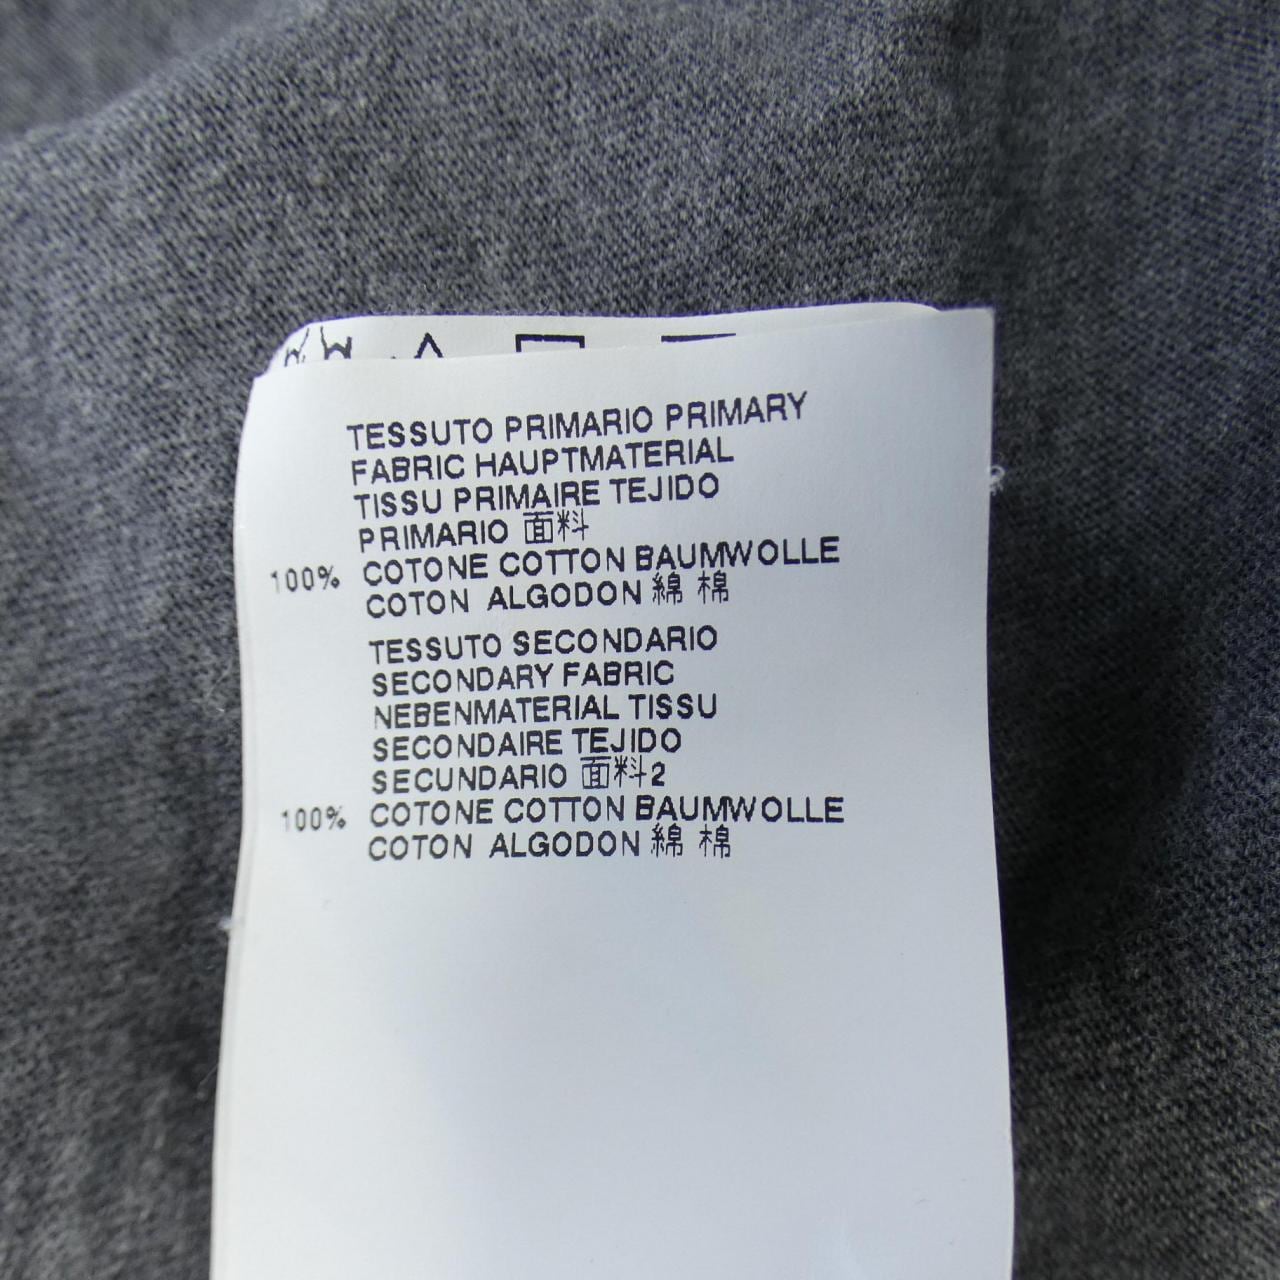 TESSUTO PRIMARIO PRIMARY
FABRIC HAUPTMATERIAL
TISSU PRIMAIRE TEJIDO
PRIMARIO 面料
100% COTONE COTTON BAUMWOLLE
COTON ALGODON 綿 棉
TESSUTO SECONDARIO
SECONDARY FABRIC
NEBENMATERIAL TISSU
SECONDAIRE TEJIDO
SECUNDARIO 面料2
100% COTONE COTTON BAUMWOLLE
COTON ALGODON 綿 棉